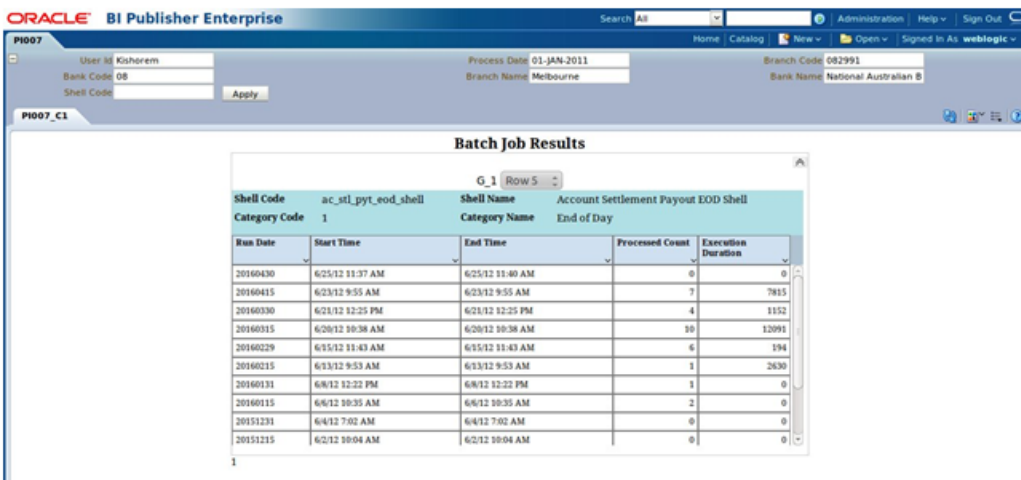 ORACLE BI Publisher Enterprise Search All Administration Help Sign Out
PI007 Home Catalog New Open Signed In As weblogic
User Id Kishorem Process Date 01-JAN-2011 Branch Code 082991
Bank Code 08 Branch Name Melbourne Bank Name National Australian B
Shell Code Apply
PI007_C1
Batch Job Results
G_1 Row 5
Shell Code ac_stl_pyt_eod_shell Shell Name Account Settlement Payout EOD Shell
Category Code 1 Category Name End of Day
Run Date Start Time End Time Processed Count Execution Duration
20160430 6/25/12 11:37 AM 6/25/12 11:40 AM 0 0
20160415 6/23/12 9:55 AM 6/23/12 9:55 AM 7 7815
20160330 6/21/12 12:25 PM 6/21/12 12:25 PM 4 1152
20160315 6/20/12 10:38 AM 6/20/12 10:38 AM 10 12091
20160229 6/15/12 11:43 AM 6/15/12 11:43 AM 6 194
20160215 6/13/12 9:53 AM 6/13/12 9:53 AM 1 2630
20160131 6/8/12 12:22 PM 6/8/12 12:22 PM 1 0
20160115 6/6/12 10:35 AM 6/6/12 10:35 AM 2 0
20151231 6/4/12 7:02 AM 6/4/12 7:02 AM 0 0
20151215 6/2/12 10:04 AM 6/2/12 10:04 AM 0 0
1